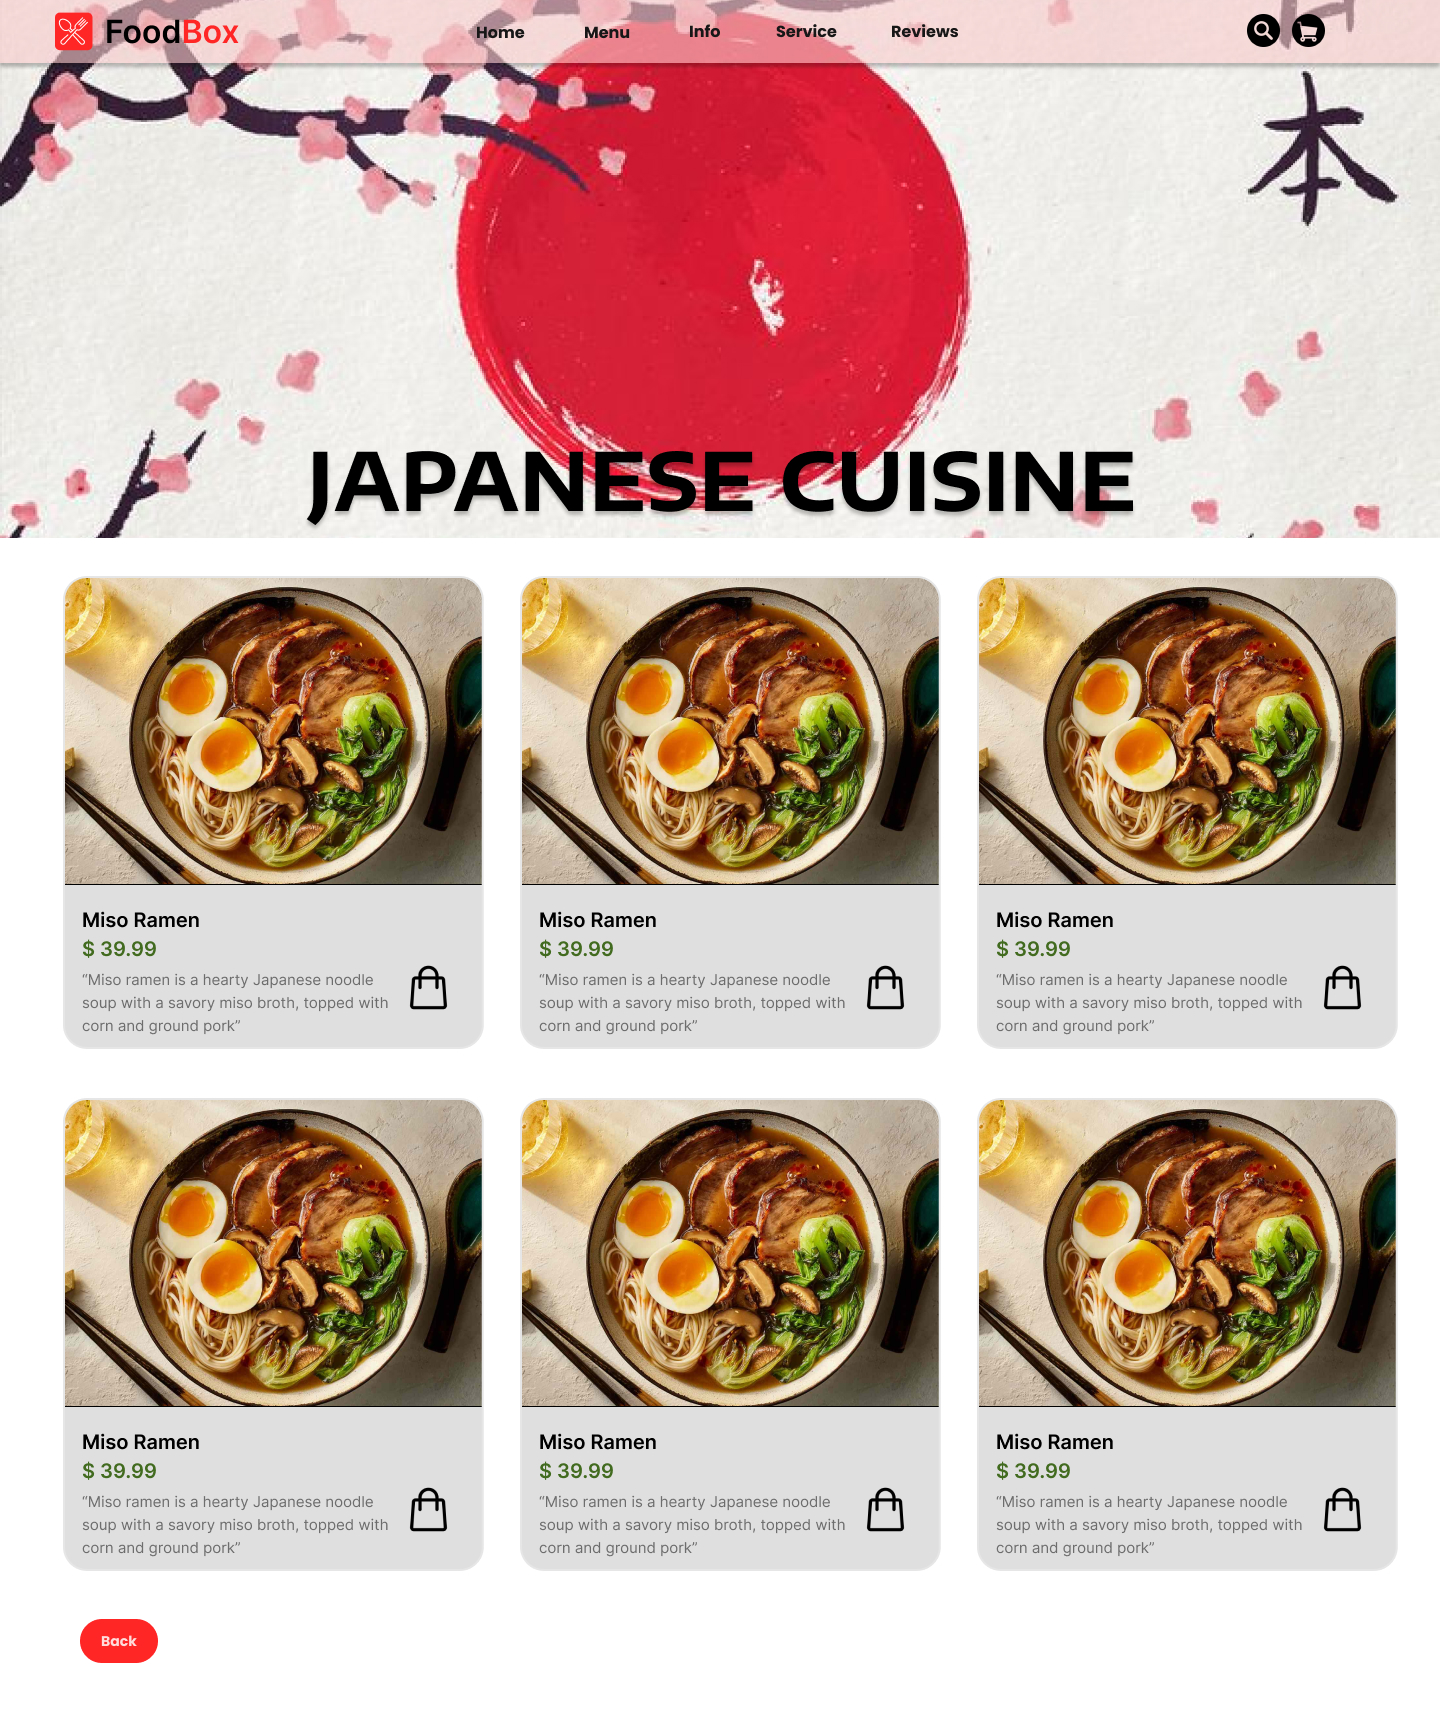 FoodBox
Home Menu Info Service Reviews
本
JAPANESE CUISINE
Miso Ramen
$ 39.99
“Miso ramen is a hearty Japanese noodle
soup with a savory miso broth, topped with
corn and ground pork”
Miso Ramen
$ 39.99
“Miso ramen is a hearty Japanese noodle
soup with a savory miso broth, topped with
corn and ground pork”
Miso Ramen
$ 39.99
“Miso ramen is a hearty Japanese noodle
soup with a savory miso broth, topped with
corn and ground pork”
Miso Ramen
$ 39.99
“Miso ramen is a hearty Japanese noodle
soup with a savory miso broth, topped with
corn and ground pork”
Miso Ramen
$ 39.99
“Miso ramen is a hearty Japanese noodle
soup with a savory miso broth, topped with
corn and ground pork”
Miso Ramen
$ 39.99
“Miso ramen is a hearty Japanese noodle
soup with a savory miso broth, topped with
corn and ground pork”
Back